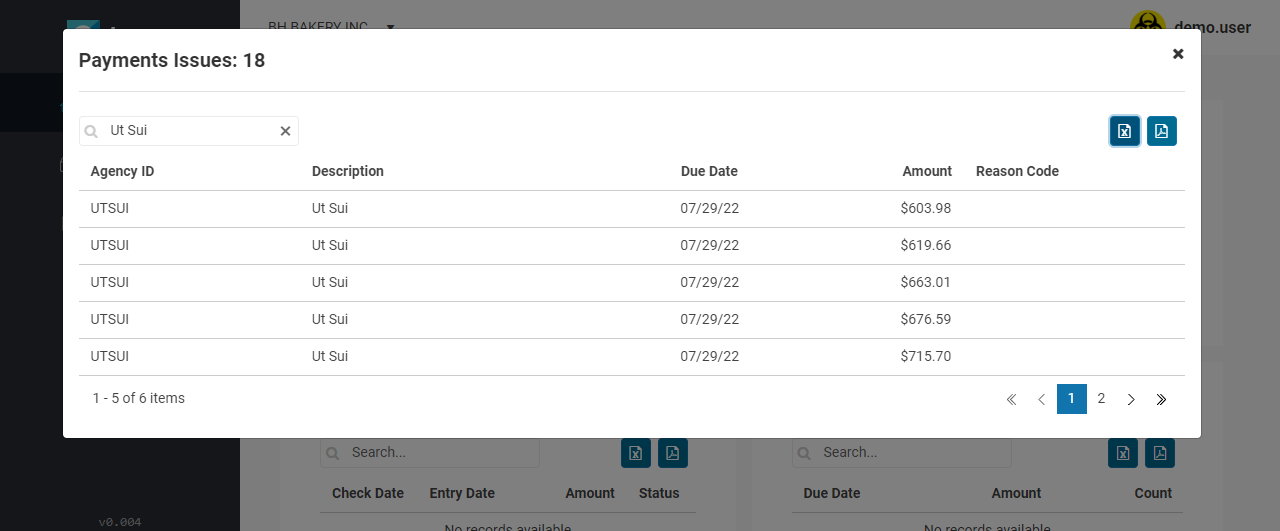 BH BAKERY INC
demo.user
Payments Issues: 18
Ut Sui
Agency ID Description Due Date Amount Reason Code
UTSUI Ut Sui 07/29/22 $603.98
UTSUI Ut Sui 07/29/22 $619.66
UTSUI Ut Sui 07/29/22 $663.01
UTSUI Ut Sui 07/29/22 $676.59
UTSUI Ut Sui 07/29/22 $715.70
1 - 5 of 6 items 1 2
Search... Search...
Check Date Entry Date Amount Status Due Date Amount Count
v0.004
No records available. No records available.